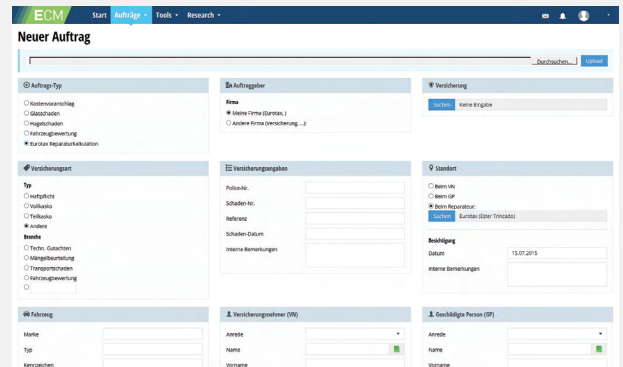 ECM
Start Aufträge Tools Research
Neuer Auftrag
Durchsuchen... Upload
Auftrags-Typ
Kostenvoranschlag
Glasschaden
Hagelschaden
Fahrzeugbewertung
Eurotax Reparaturkalkulation
Auftraggeber
Firma
Meine Firma (Eurotax, )
Andere Firma (Versicherung, ...):
Versicherung
Suchen Keine Eingabe
Versicherungsart
Typ
Haftpflicht
Vollkasko
Teilkasko
Andere
Branche
Techn. Gutachten
Mängelbeurteilung
Transportschaden
Fahrzeugbewertung
Versicherungsangaben
Police-Nr.
Schaden-Nr.
Referenz
Schaden-Datum
Interne Bemerkungen
Standort
Beim VN
Beim GP
Beim Reparateur:
Suchen Eurotax (Ester Trincado)
Besichtigung
Datum 15.07.2015
Interne Bemerkungen
Fahrzeug
Marke
Typ
Kennzeichen
Versicherungsnehmer (VN)
Anrede
Name
Vorname
Geschädigte Person (GP)
Anrede
Name
Vorname